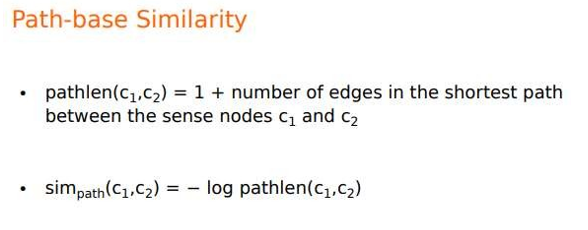 Path-base Similarity
• pathlen(c₁,c₂) = 1 + number of edges in the shortest path
between the sense nodes c₁ and c₂
• simₚₐₜₕ(c₁,c₂) = − log pathlen(c₁,c₂)